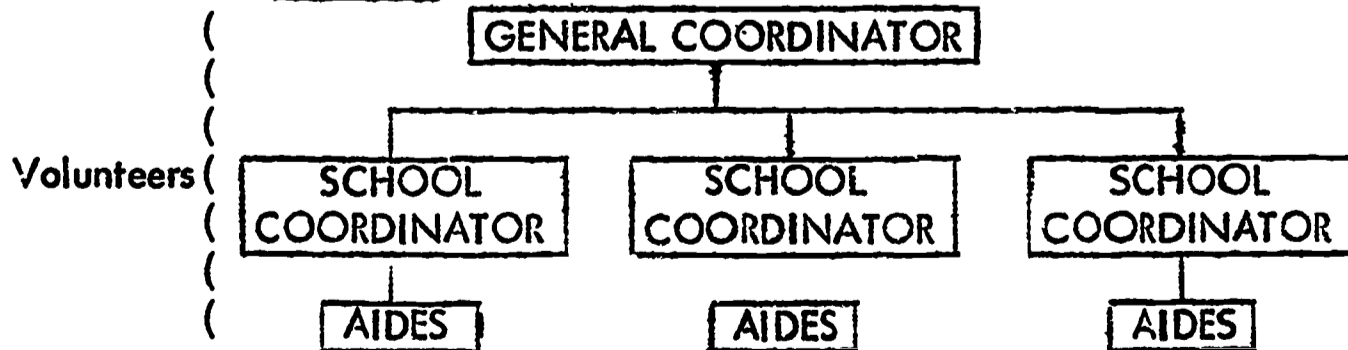 GENERAL COORDINATOR
Volunteers
SCHOOL COORDINATOR
SCHOOL COORDINATOR
SCHOOL COORDINATOR
AIDES
AIDES
AIDES